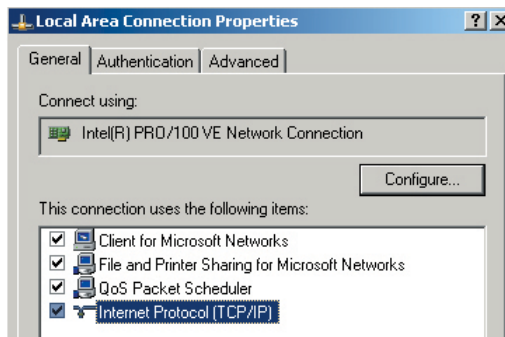 Local Area Connection Properties
General Authentication Advanced
Connect using:
Intel(R) PRO/100 VE Network Connection
Configure...
This connection uses the following items:
Client for Microsoft Networks
File and Printer Sharing for Microsoft Networks
QoS Packet Scheduler
Internet Protocol (TCP/IP)